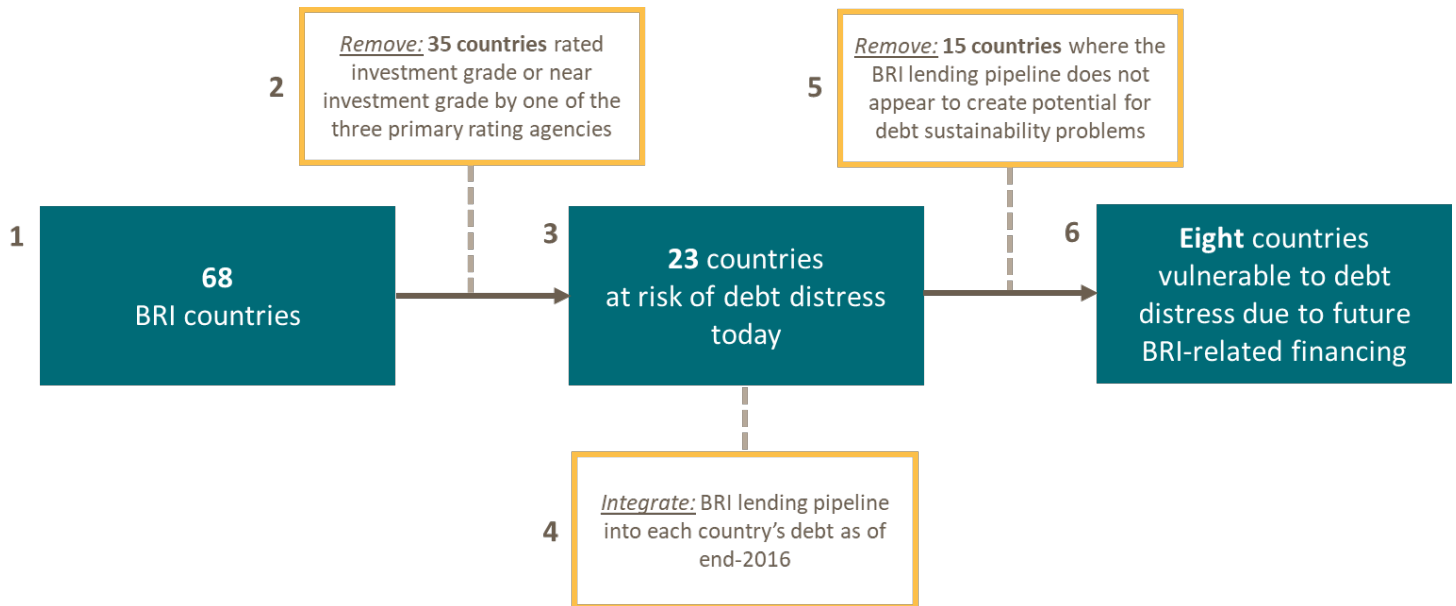 1
68
BRI countries
2
Remove: 35 countries rated
investment grade or near
investment grade by one of the
three primary rating agencies
3
23 countries
at risk of debt distress
today
4
Integrate: BRI lending pipeline
into each country’s debt as of
end-2016
5
Remove: 15 countries where the
BRI lending pipeline does not
appear to create potential for
debt sustainability problems
6
Eight countries
vulnerable to debt
distress due to future
BRI-related financing